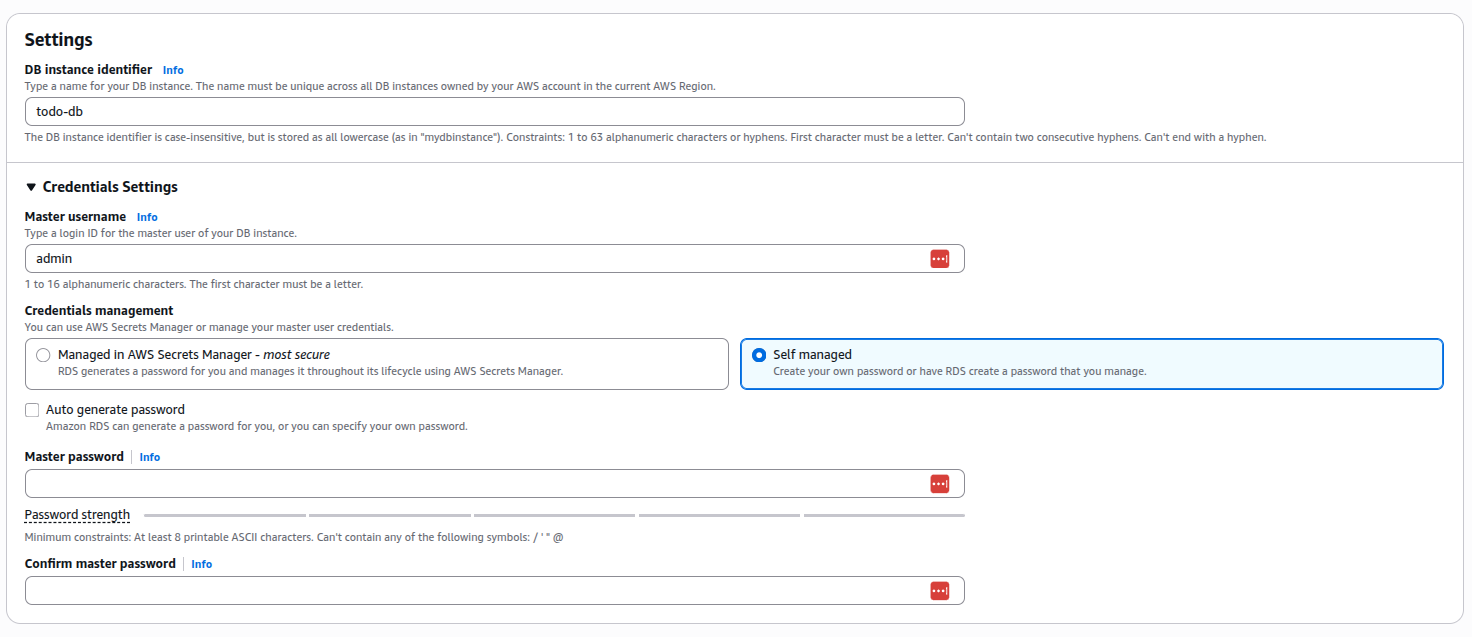 Settings
DB instance identifier Info
Type a name for your DB instance. The name must be unique across all DB instances owned by your AWS account in the current AWS Region.
todo-db
The DB instance identifier is case-insensitive, but is stored as all lowercase (as in "mydbinstance"). Constraints: 1 to 63 alphanumeric characters or hyphens. First character must be a letter. Can't contain two consecutive hyphens. Can't end with a hyphen.
Credentials Settings
Master username Info
Type a login ID for the master user of your DB instance.
admin
1 to 16 alphanumeric characters. The first character must be a letter.
Credentials management
You can use AWS Secrets Manager or manage your master user credentials.
Managed in AWS Secrets Manager - most secure
RDS generates a password for you and manages it throughout its lifecycle using AWS Secrets Manager.
Self managed
Create your own password or have RDS create a password that you manage.
Auto generate password
Amazon RDS can generate a password for you, or you can specify your own password.
Master password Info
Password strength
Minimum constraints: At least 8 printable ASCII characters. Can't contain any of the following symbols: / ' " @
Confirm master password Info